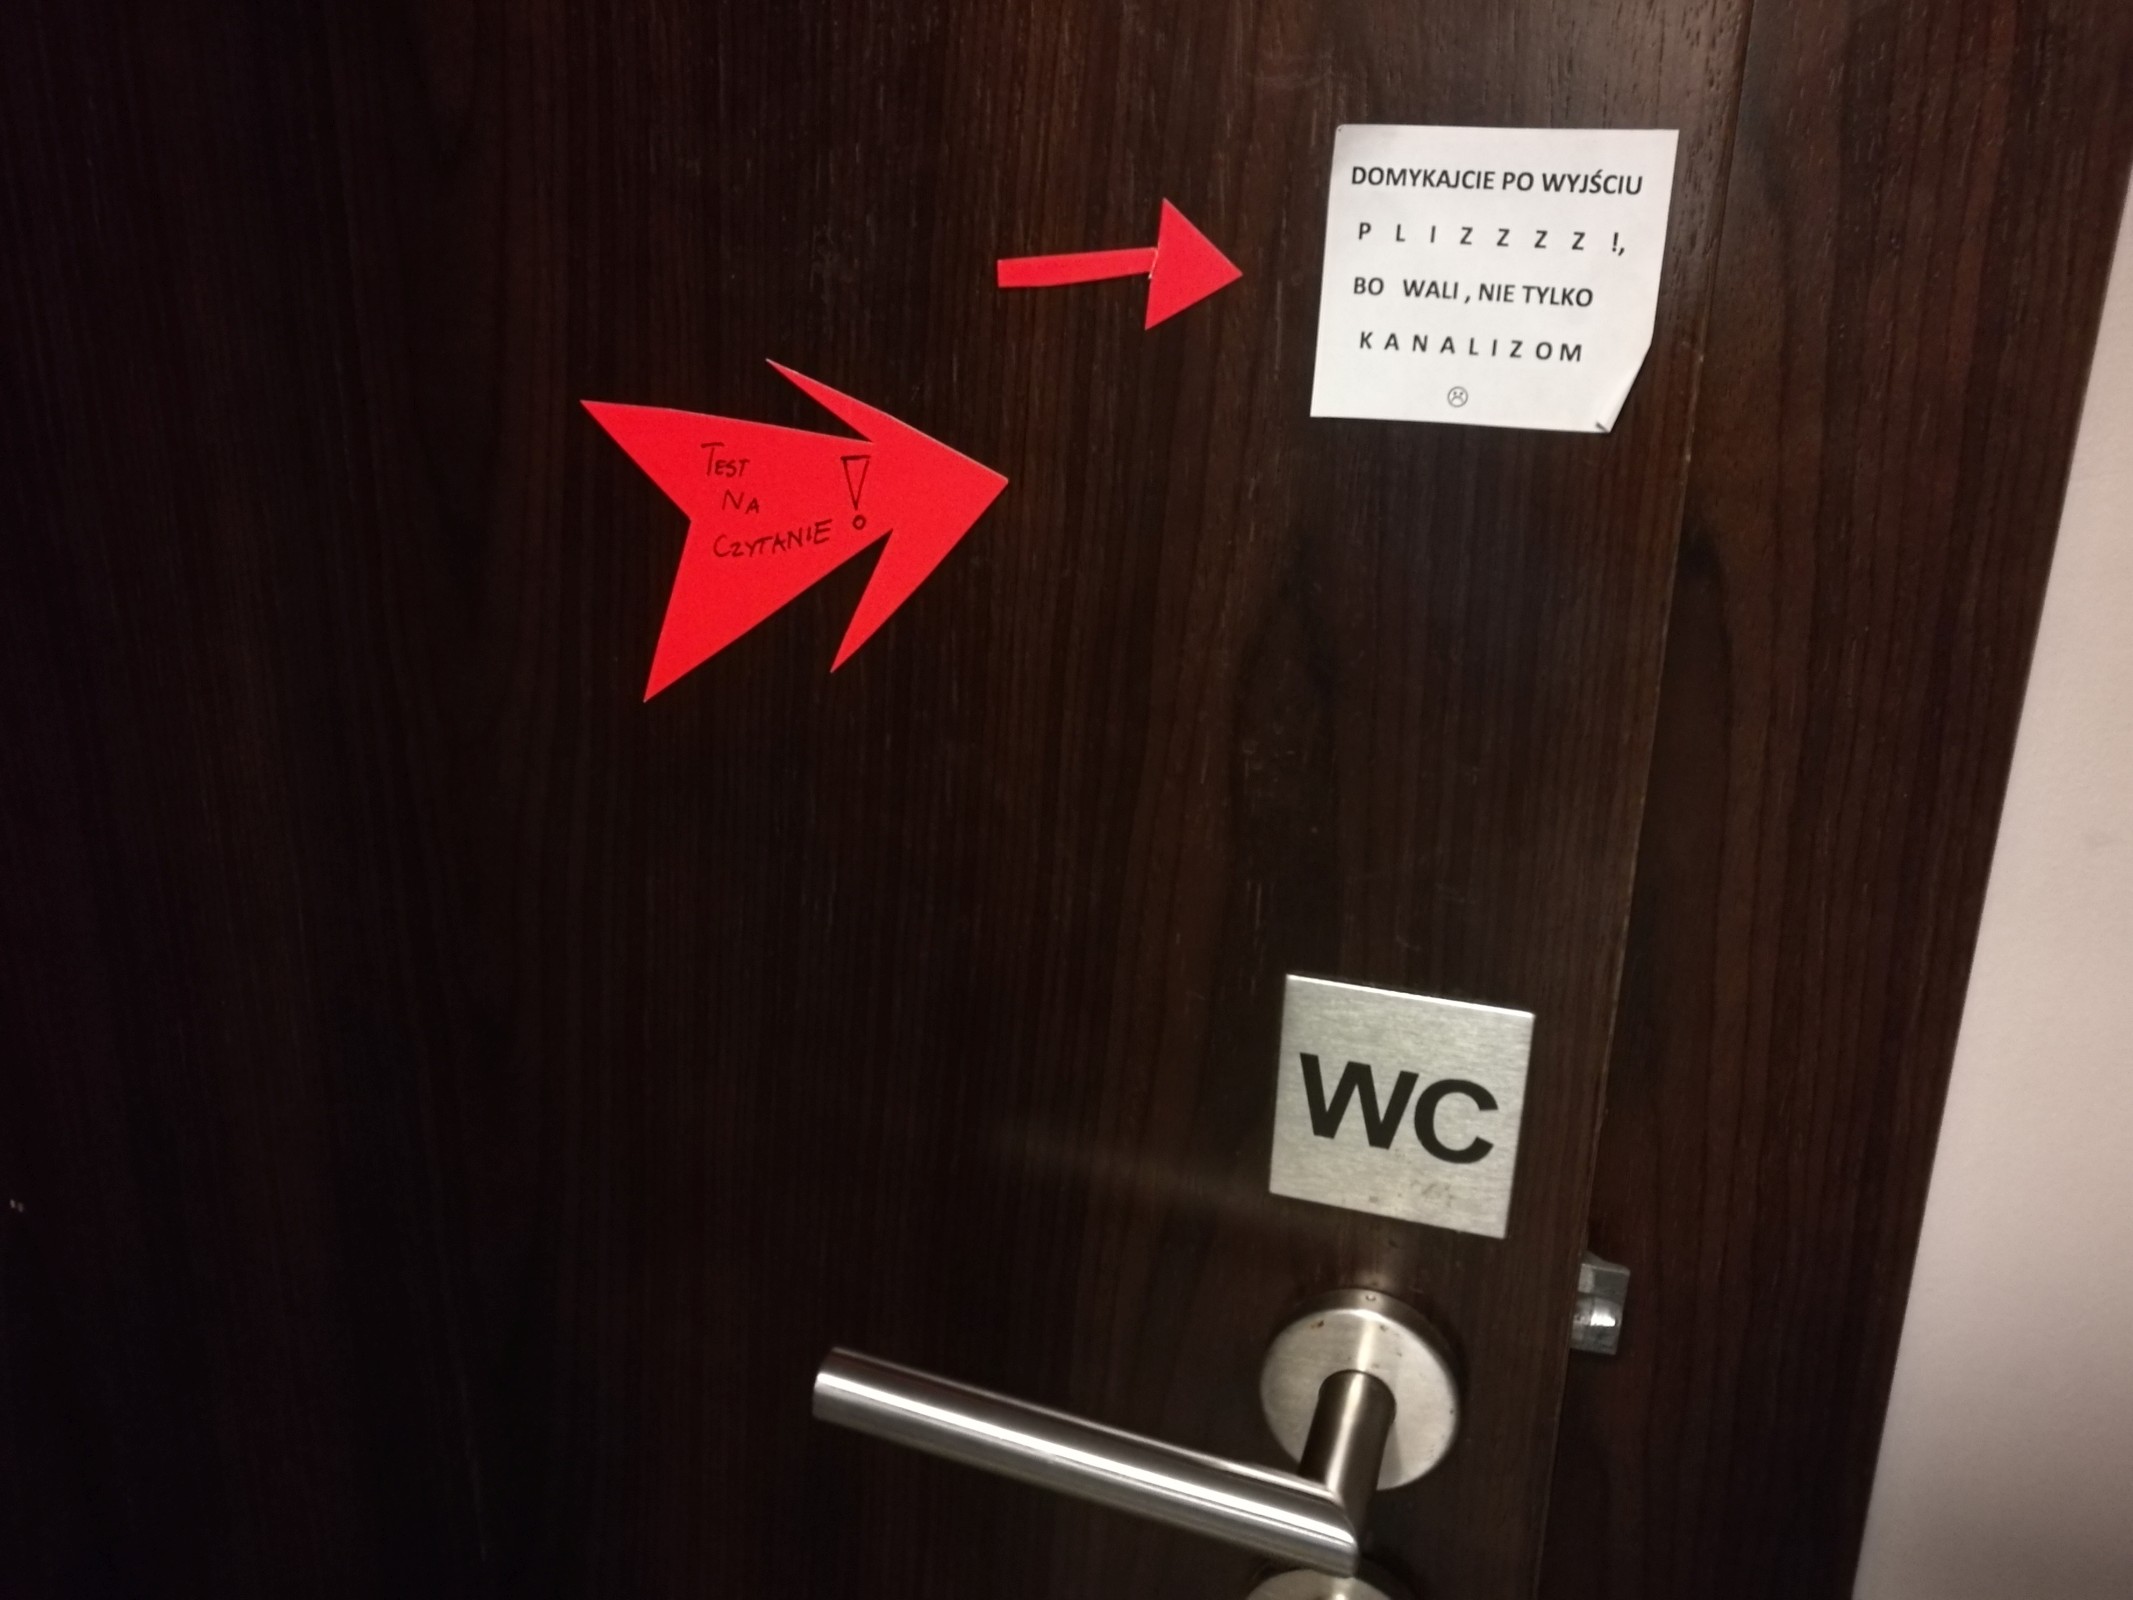 DOMYKAJCIE PO WYJŚCIU
P L I Z Z Z Z !,
BO WALI , NIE TYLKO
K A N A L I Z O M
☹
TEST
NA
CZYTANIE !
WC